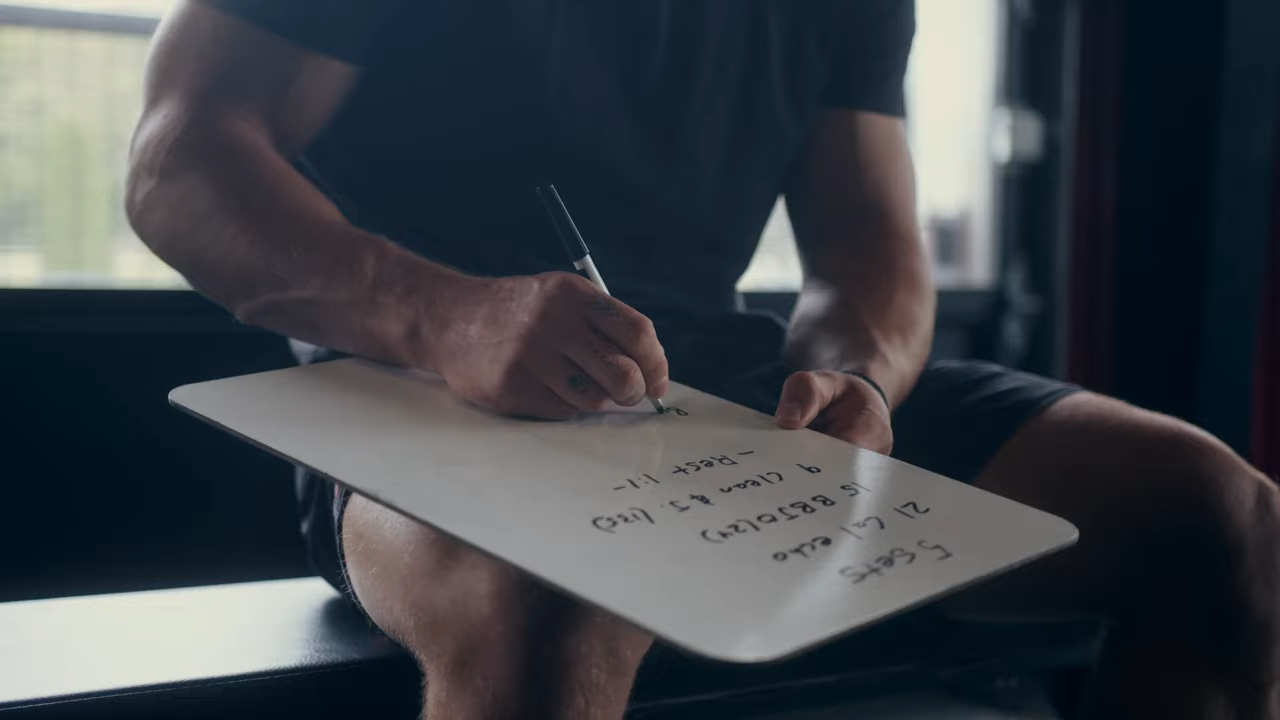 5 Sets
21 Cal echo
15 BBJO (24)
9 Clean & J. (135)
- Rest 1:1 -